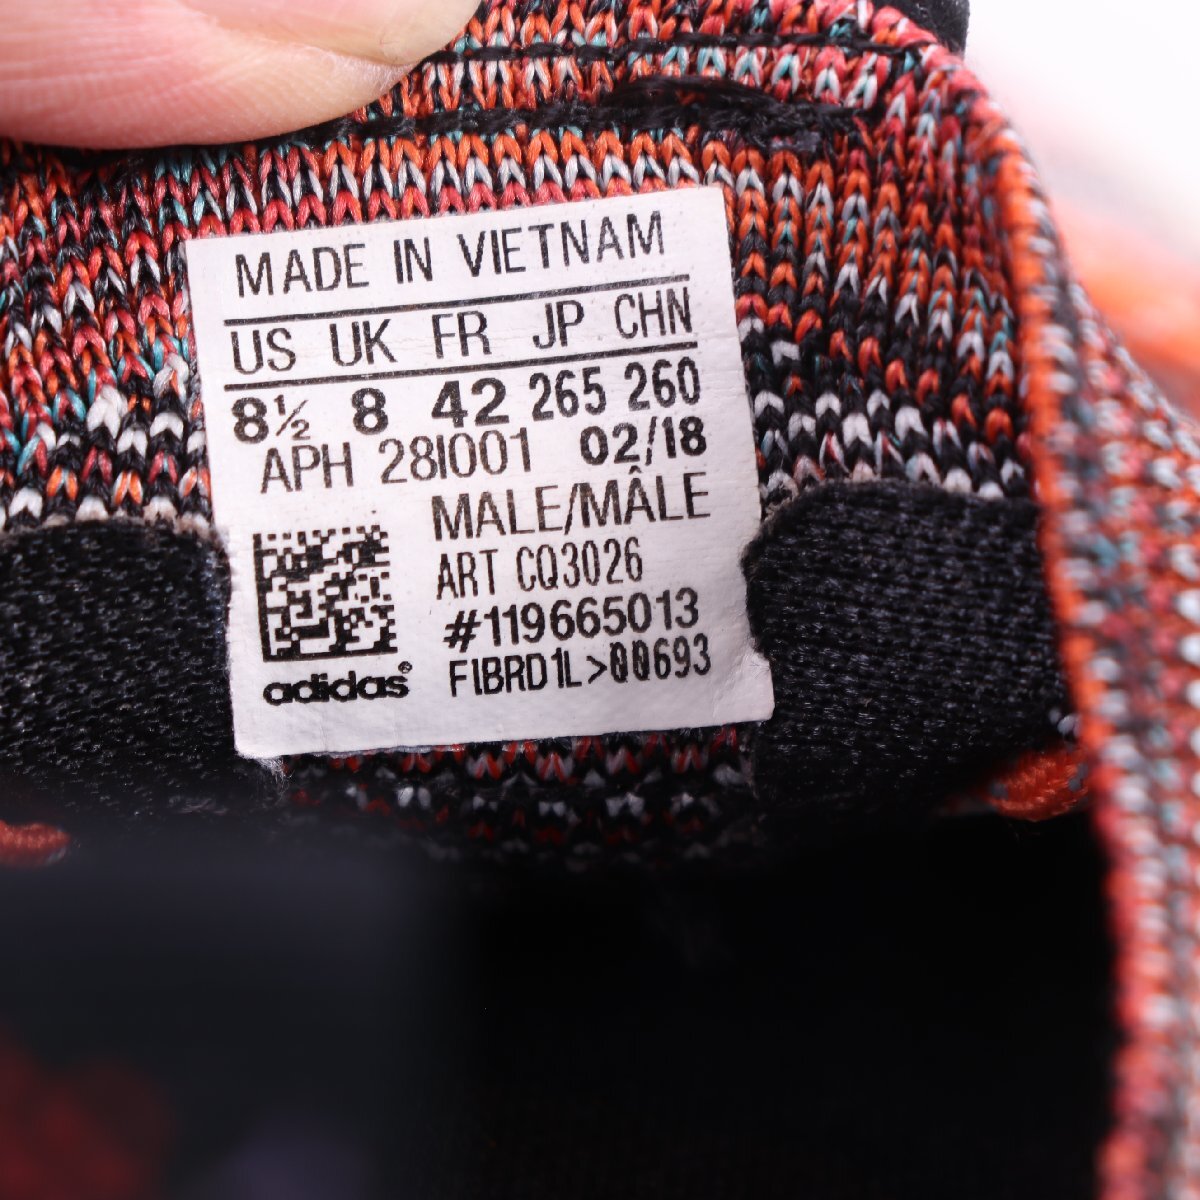 MADE IN VIETNAM
US UK FR JP CHN
8½ 8 42 265 260
APH 28I001 02/18
MALE/MÂLE
ART CQ3026
#119665013
FIBRD1L>00693
adidas®